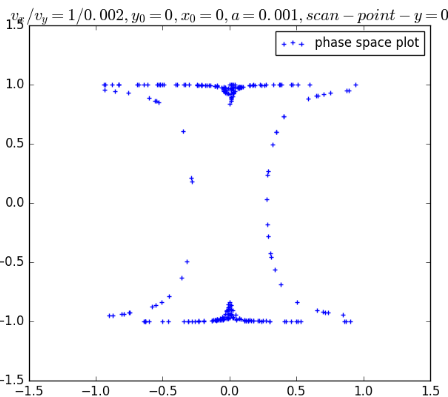 v_x/v_y = 1/0.002, y_0 = 0, x_0 = 0, a = 0.001, scan − point − y = 0
phase space plot
1.5
1.0
0.5
0.0
−0.5
−1.0
−1.5
−1.5 −1.0 −0.5 0.0 0.5 1.0 1.5